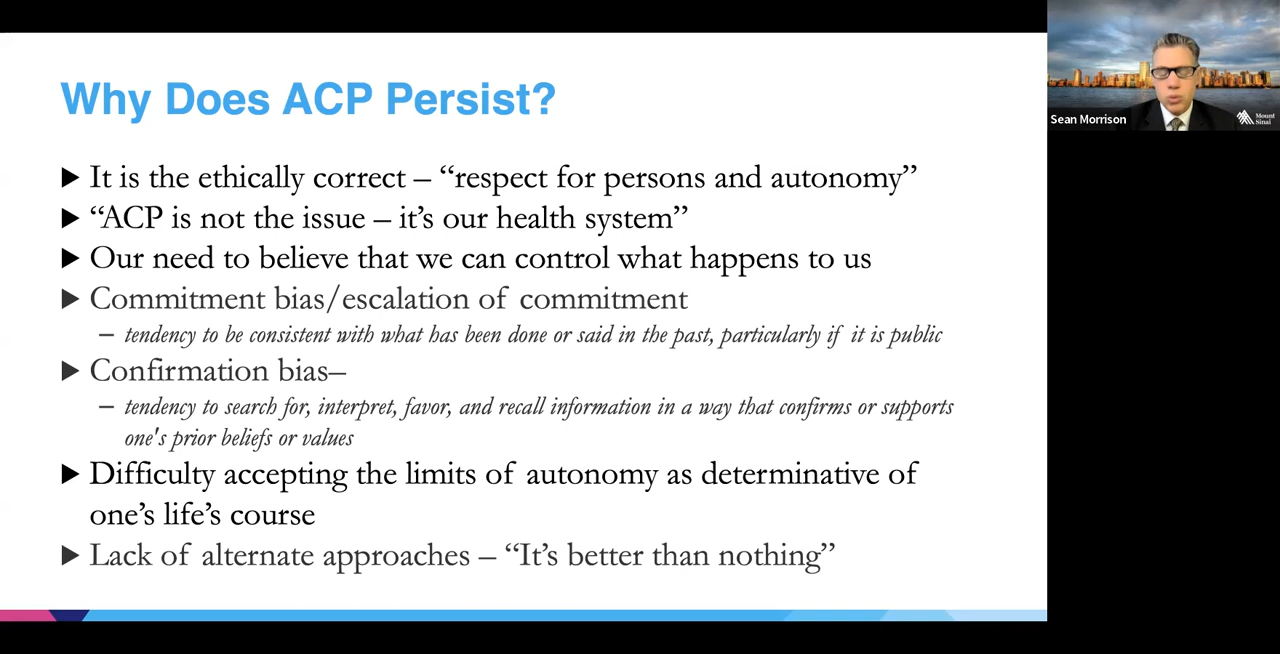 Why Does ACP Persist?
It is the ethically correct – “respect for persons and autonomy”
“ACP is not the issue – it’s our health system”
Our need to believe that we can control what happens to us
Commitment bias/escalation of commitment
– tendency to be consistent with what has been done or said in the past, particularly if it is public
Confirmation bias–
– tendency to search for, interpret, favor, and recall information in a way that confirms or supports
one's prior beliefs or values
Difficulty accepting the limits of autonomy as determinative of
one’s life’s course
Lack of alternate approaches – “It’s better than nothing”
Sean Morrison
Mount
Sinai